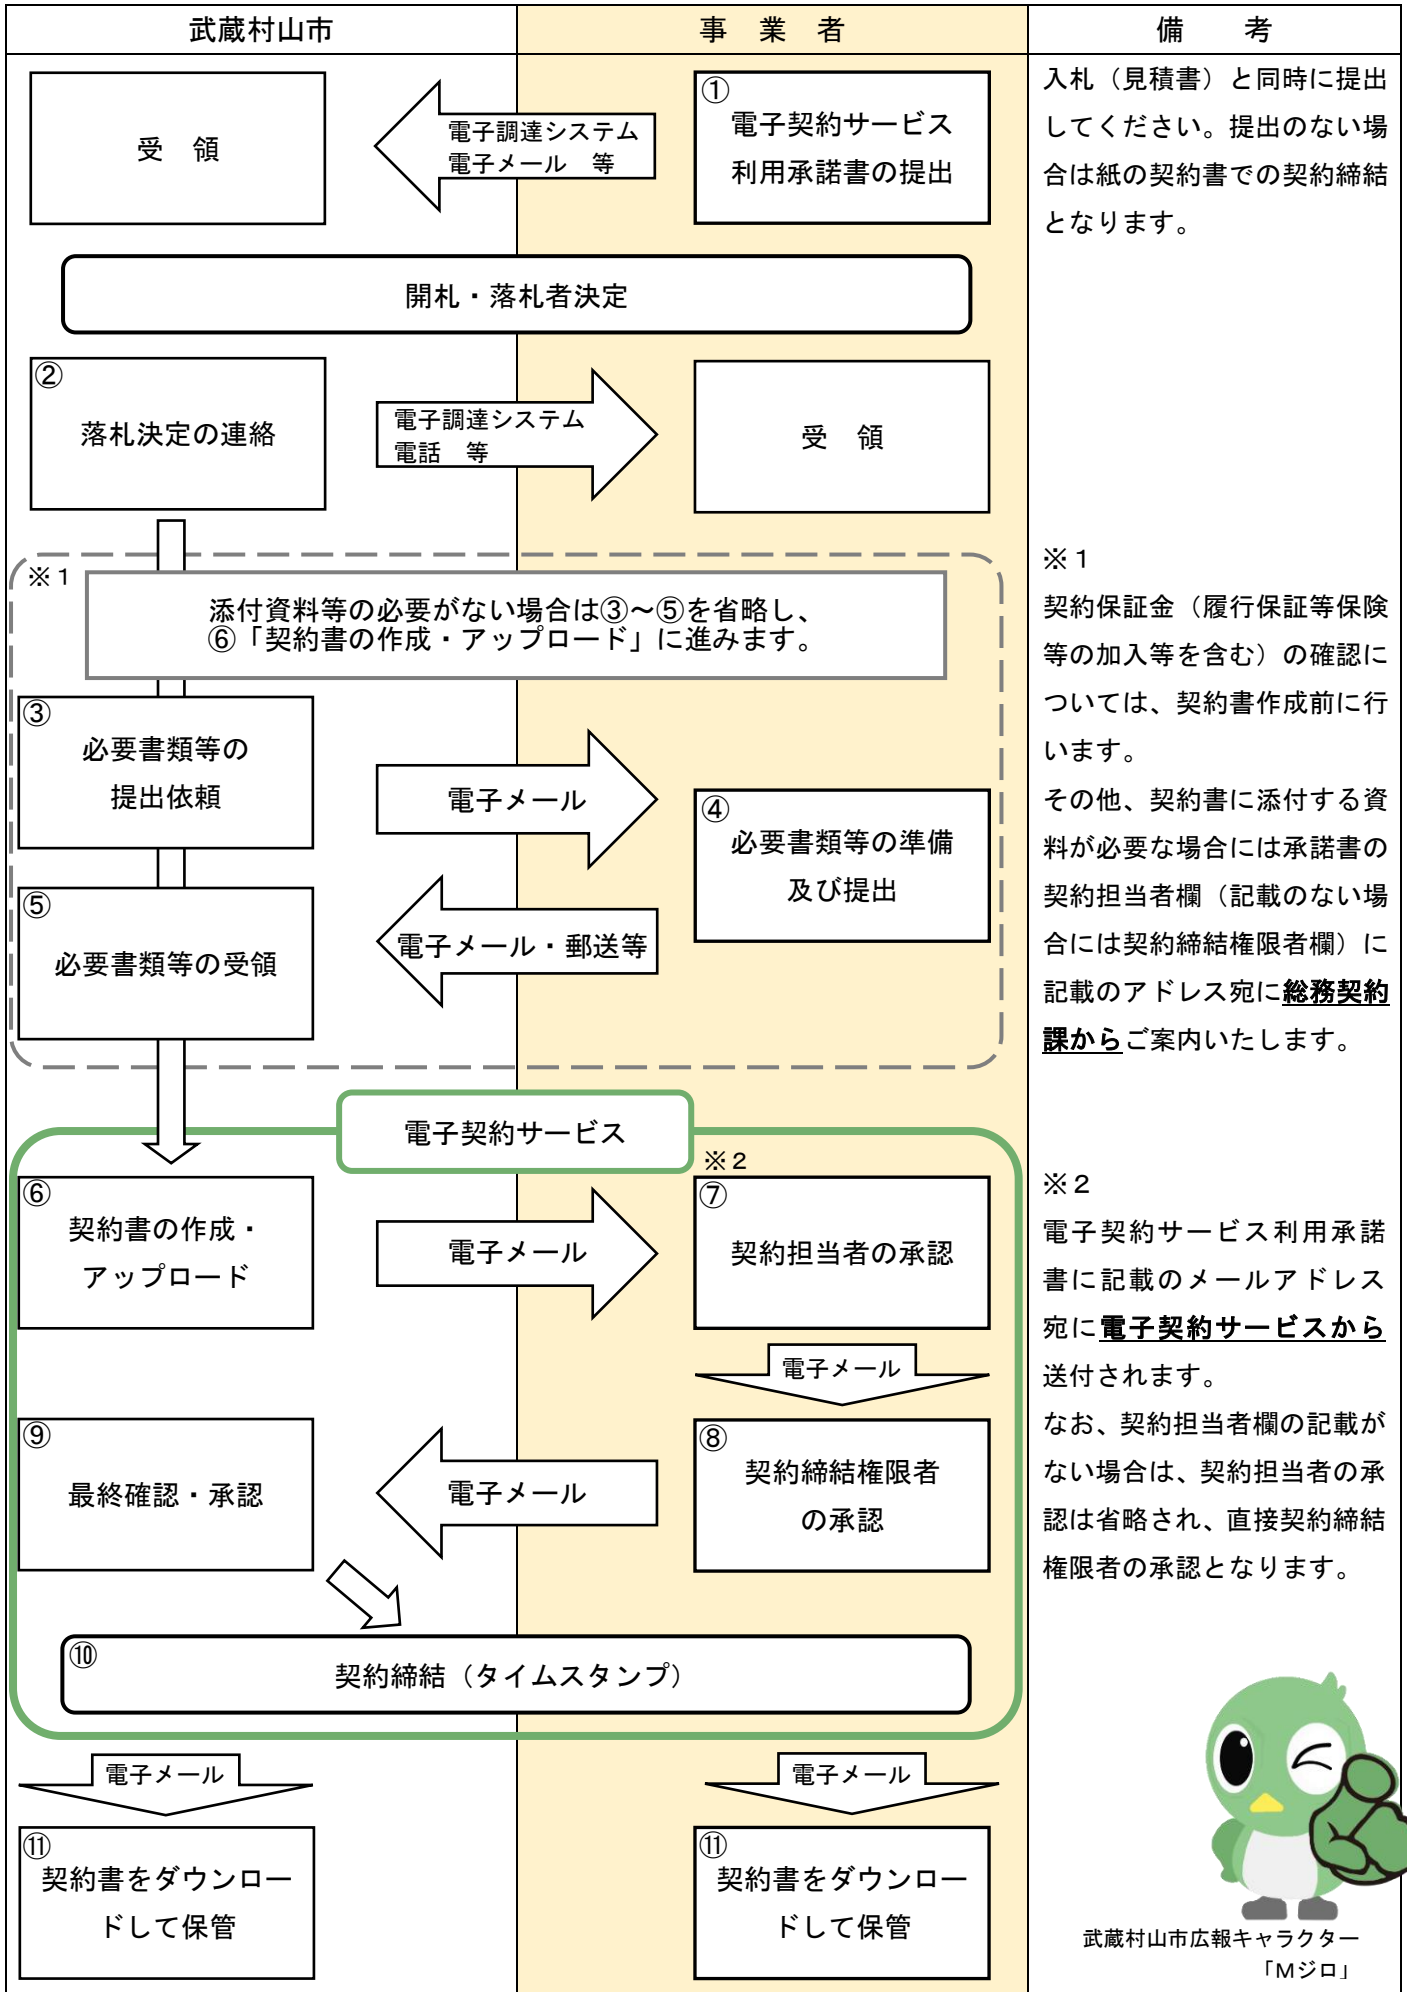 武蔵村山市
事　業　者
備　　考
受　領
電子調達システム
電子メール　等
①
電子契約サービス
利用承諾書の提出
入札（見積書）と同時に提出
してください。提出のない場
合は紙の契約書での契約締結
となります。
開札・落札者決定
②
落札決定の連絡
電子調達システム
電話　等
受　領
※１
添付資料等の必要がない場合は③～⑤を省略し、
⑥「契約書の作成・アップロード」に進みます。
③
必要書類等の
提出依頼
電子メール
④
必要書類等の準備
及び提出
⑤
必要書類等の受領
電子メール・郵送等
※１
契約保証金（履行保証等保険
等の加入等を含む）の確認に
ついては、契約書作成前に行
います。
その他、契約書に添付する資
料が必要な場合には承諾書の
契約担当者欄（記載のない場
合には契約締結権限者欄）に
記載のアドレス宛に総務契約
課からご案内いたします。
電子契約サービス
⑥
契約書の作成・
アップロード
電子メール
※２
⑦
契約担当者の承認
電子メール
⑧
契約締結権限者
の承認
電子メール
⑨
最終確認・承認
⑩
契約締結（タイムスタンプ）
※２
電子契約サービス利用承諾
書に記載のメールアドレス
宛に電子契約サービスから
送付されます。
なお、契約担当者欄の記載が
ない場合は、契約担当者の承
認は省略され、直接契約締結
権限者の承認となります。
電子メール
電子メール
⑪
契約書をダウンロー
ドして保管
⑪
契約書をダウンロー
ドして保管
武蔵村山市広報キャラクター
「Ｍジロ」